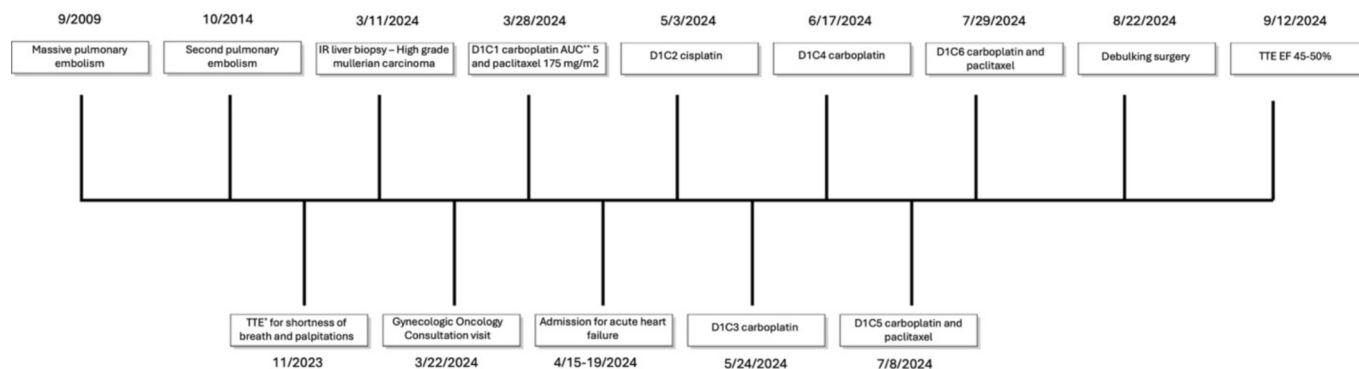 9/2009
10/2014
3/11/2024
3/28/2024
5/3/2024
6/17/2024
7/29/2024
8/22/2024
9/12/2024
Massive pulmonary
embolism
Second pulmonary
embolism
IR liver biopsy – High grade
mullerian carcinoma
D1C1 carboplatin AUC** 5
and paclitaxel 175 mg/m2
D1C2 cisplatin
D1C4 carboplatin
D1C6 carboplatin and
paclitaxel
Debulking surgery
TTE EF 45-50%
TTE* for shortness of
breath and palpitations
Gynecologic Oncology
Consultation visit
Admission for acute heart
failure
D1C3 carboplatin
D1C5 carboplatin and
paclitaxel
11/2023
3/22/2024
4/15-19/2024
5/24/2024
7/8/2024